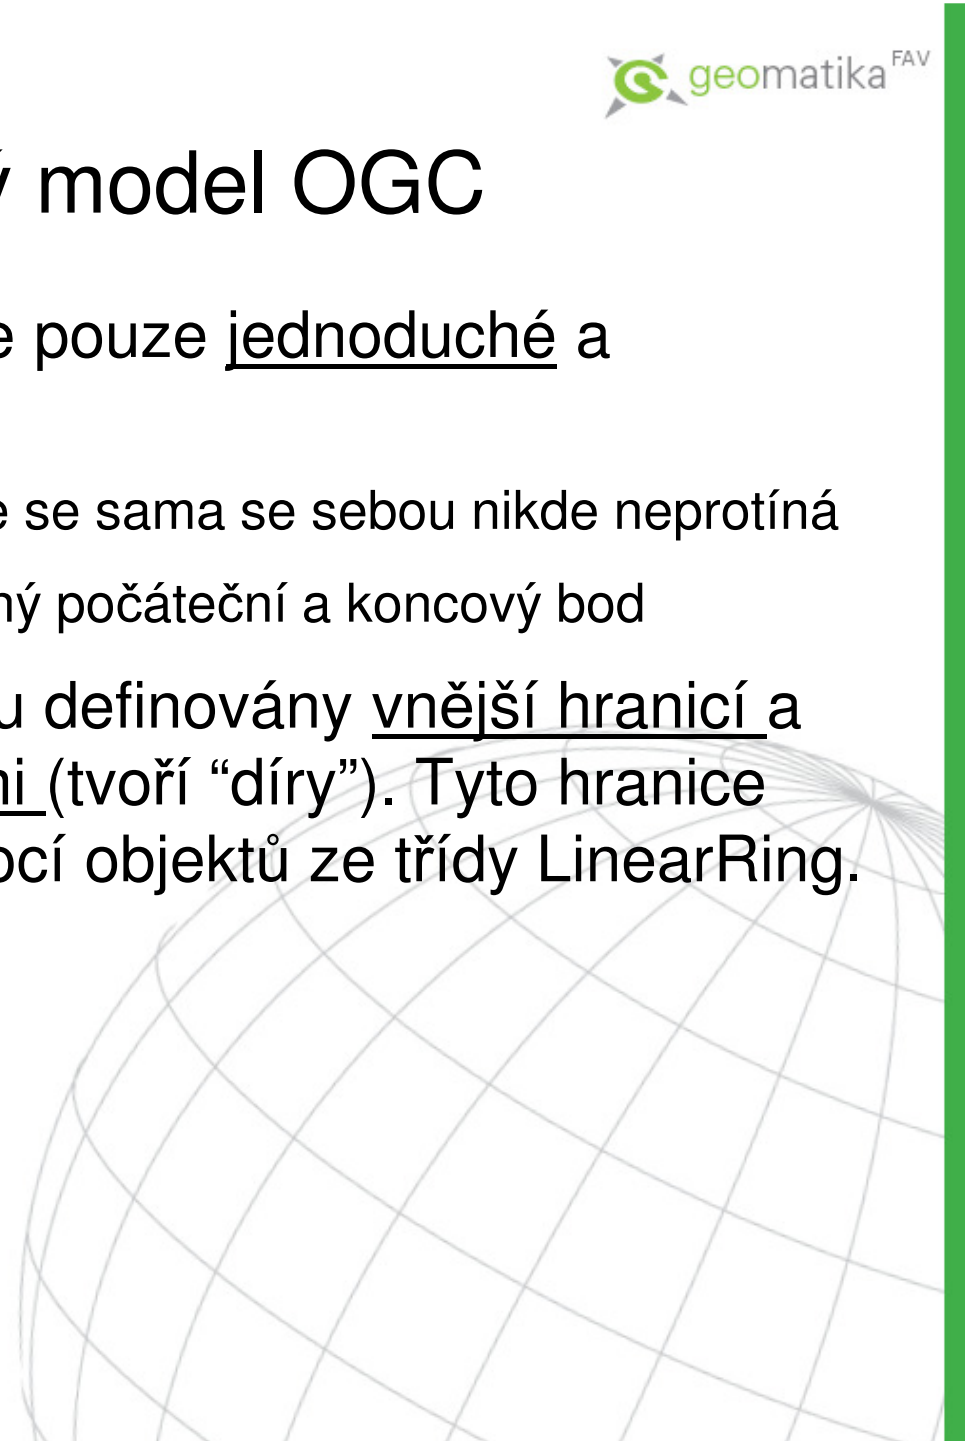 geomatika FAV
ý model OGC
e pouze jednoduché a
e se sama se sebou nikde neprotíná
ný počáteční a koncový bod
u definovány vnější hranicí a
ni (tvoří “díry”). Tyto hranice
ocí objektů ze třídy LinearRing.